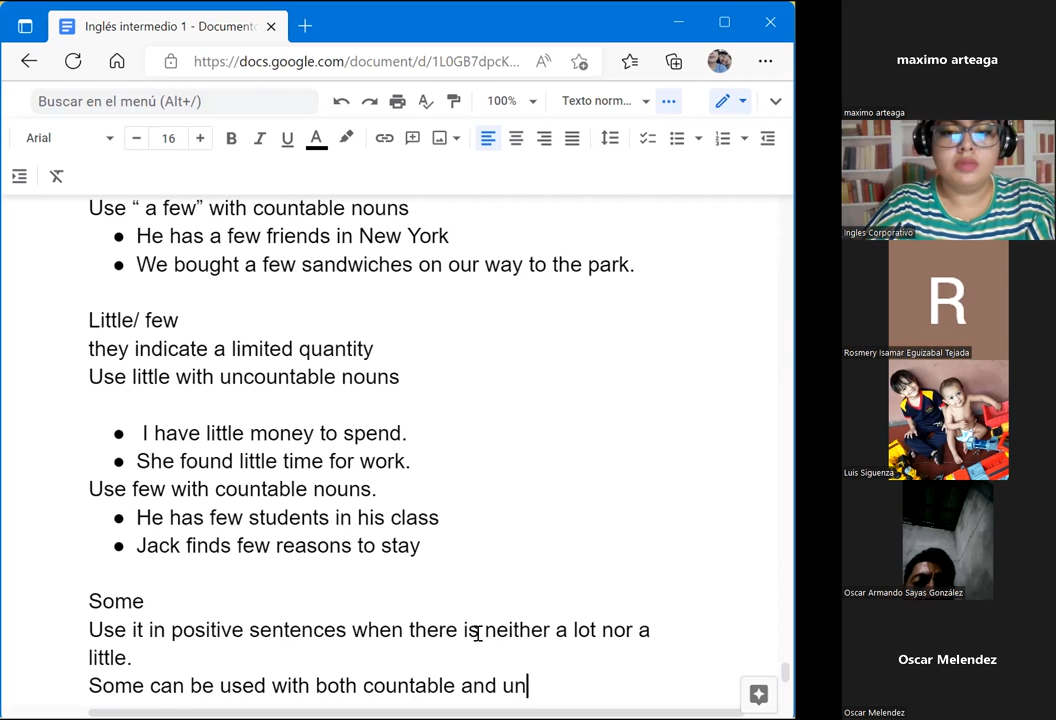 Inglés intermedio 1 - Document
https://docs.google.com/document/d/1L0GB7dpcK...
Buscar en el menú (Alt+/)
100%
Texto norm...
Arial
16
Use “ a few” with countable nouns
● He has a few friends in New York
● We bought a few sandwiches on our way to the park.
Little/ few
they indicate a limited quantity
Use little with uncountable nouns
● I have little money to spend.
● She found little time for work.
Use few with countable nouns.
● He has few students in his class
● Jack finds few reasons to stay
Some
Use it in positive sentences when there is neither a lot nor a
little.
Some can be used with both countable and un
maximo arteaga
maximo arteaga
Ingles Corporativo
R
Rosmery Isamar Eguizabal Tejada
Luis Siguenza
Oscar Armando Sayas González
Oscar Melendez
Oscar Melendez